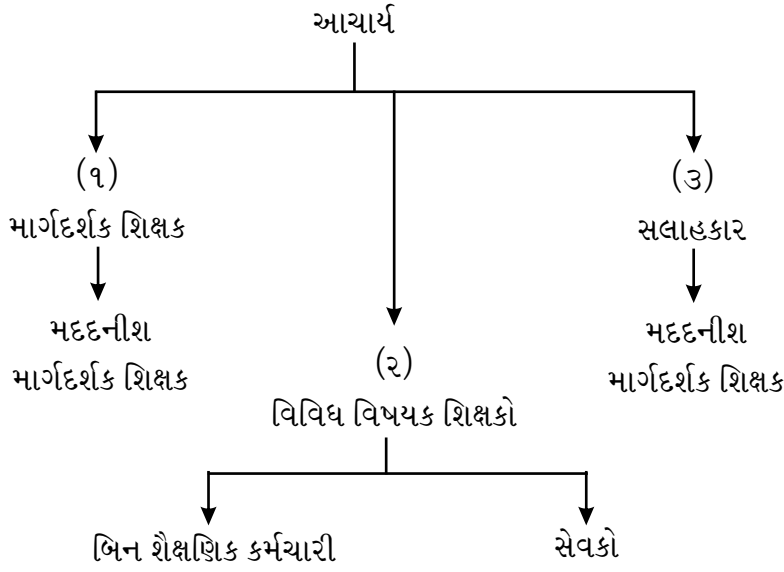 આચાર્ય
(૧)
માર્ગદર્શક શિક્ષક
મદદનીશ
માર્ગદર્શક શિક્ષક
(૨)
વિવિધ વિષયક શિક્ષકો
બિન શૈક્ષણિક કર્મચારી
સેવકો
(૩)
સલાહકાર
મદદનીશ
માર્ગદર્શક શિક્ષક